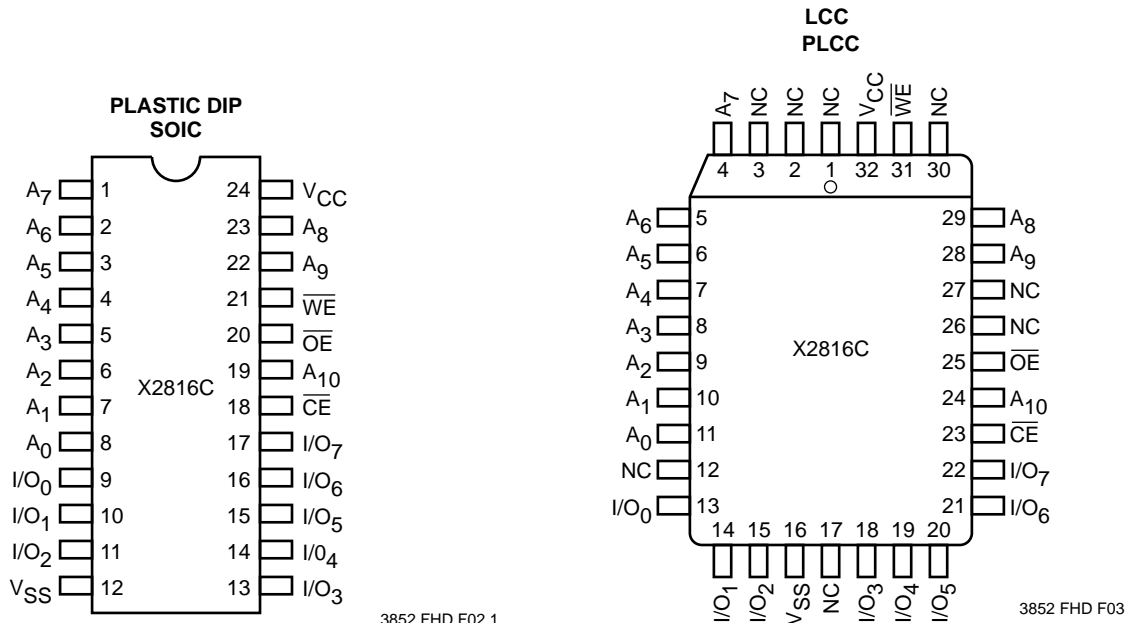 PLASTIC DIP
SOIC
A7 1 24 VCC
A6 2 23 A8
A5 3 22 A9
A4 4 21 WE
A3 5 20 OE
A2 6 19 A10
X2816C
A1 7 18 CE
A0 8 17 I/O7
I/O0 9 16 I/O6
I/O1 10 15 I/O5
I/O2 11 14 I/04
VSS 12 13 I/O3
3852 FHD F02.1
LCC
PLCC
A7 NC NC NC VCC WE NC
4 3 2 1 32 31 30
A6 5 29 A8
A5 6 28 A9
A4 7 27 NC
A3 8 26 NC
X2816C
A2 9 25 OE
A1 10 24 A10
A0 11 23 CE
NC 12 22 I/O7
I/O0 13 21 I/O6
14 15 16 17 18 19 20
I/O1 I/O2 VSS NC I/O3 I/O4 I/O5
3852 FHD F03